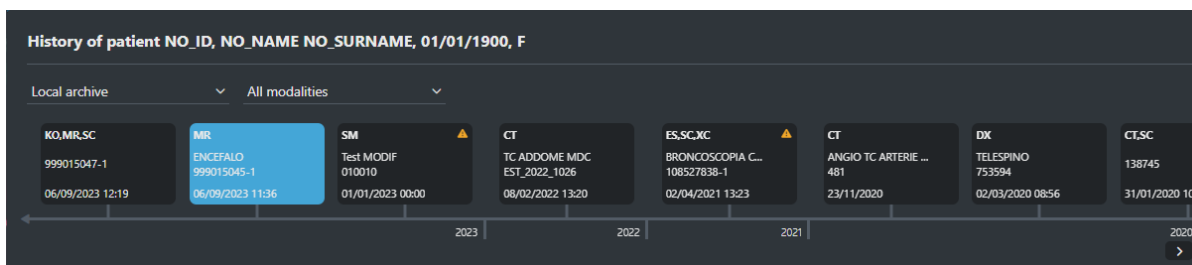 History of patient NO_ID, NO_NAME NO_SURNAME, 01/01/1900, F
Local archive
All modalities
KO,MR,SC
999015047-1
06/09/2023 12:19
MR
ENCEFALO
999015045-1
06/09/2023 11:36
SM
Test MODIF
010010
01/01/2023 00:00
CT
TC ADDOME MDC
EST_2022_1026
08/02/2022 13:20
ES,SC,XC
BRONCOSCOPIA C...
108527838-1
02/04/2021 13:23
CT
ANGIO TC ARTERIE ...
481
23/11/2020
DX
TELESPINO
753594
02/03/2020 08:56
CT,SC
138745
31/01/2020 10
2023
2022
2021
2020